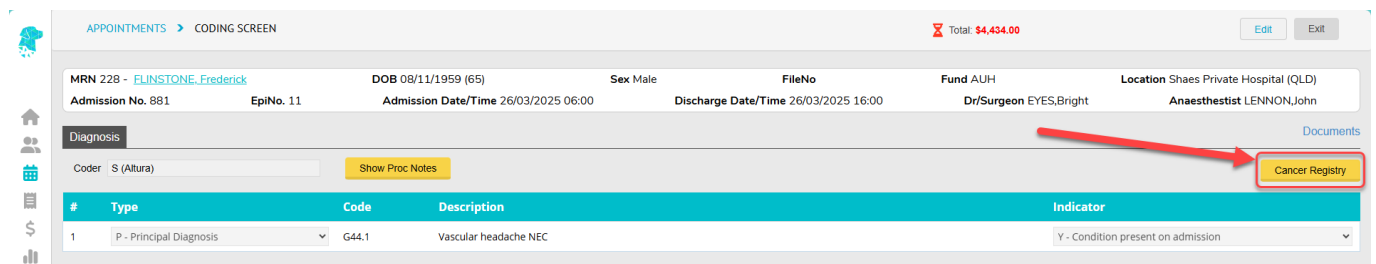 APPOINTMENTS > CODING SCREEN Total: $4,434.00 Edit Exit
MRN 228 - FLINSTONE, Frederick DOB 08/11/1959 (65) Sex Male FileNo Fund AUH Location Shaes Private Hospital (QLD)
Admission No. 881 EpiNo. 11 Admission Date/Time 26/03/2025 06:00 Discharge Date/Time 26/03/2025 16:00 Dr/Surgeon EYES,Bright Anaesthestist LENNON,John
Diagnosis Documents
Coder S (Altura) Show Proc Notes Cancer Registry
# Type Code Description Indicator
1 P - Principal Diagnosis G44.1 Vascular headache NEC Y - Condition present on admission